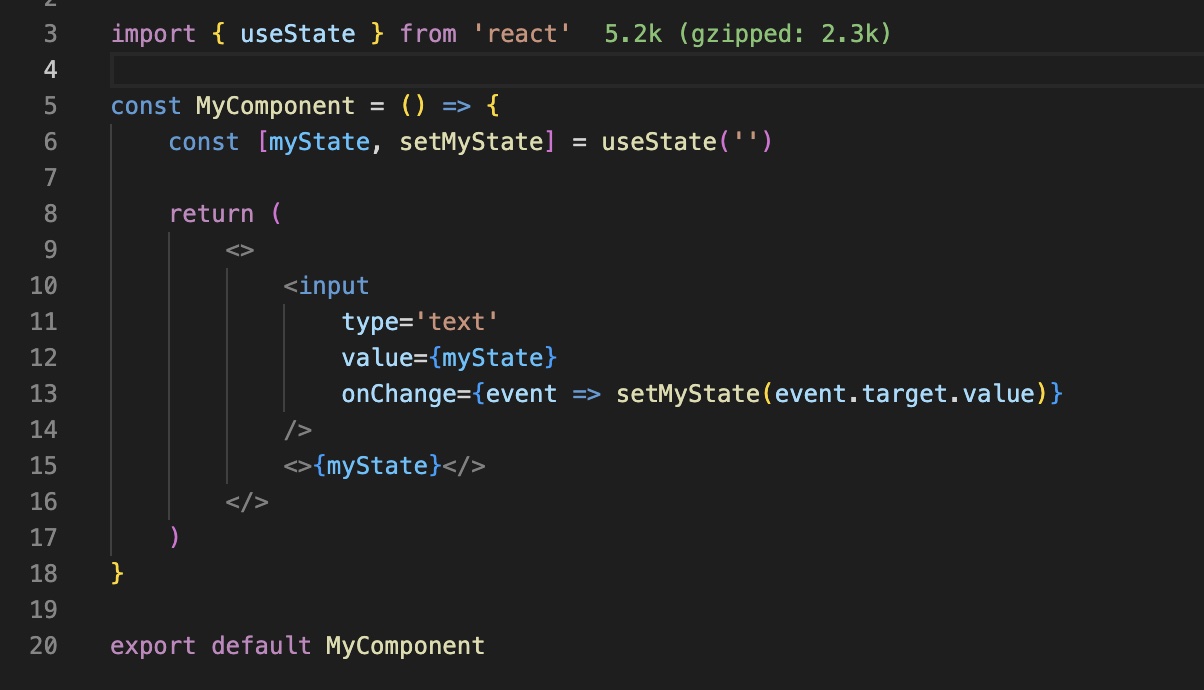 2
3 import { useState } from 'react' 5.2k (gzipped: 2.3k)
4
5 const MyComponent = () => {
6 const [myState, setMyState] = useState('')
7
8 return (
9 <>
10 <input
11 type='text'
12 value={myState}
13 onChange={event => setMyState(event.target.value)}
14 />
15 <>{myState}</>
16 </>
17 )
18 }
19
20 export default MyComponent